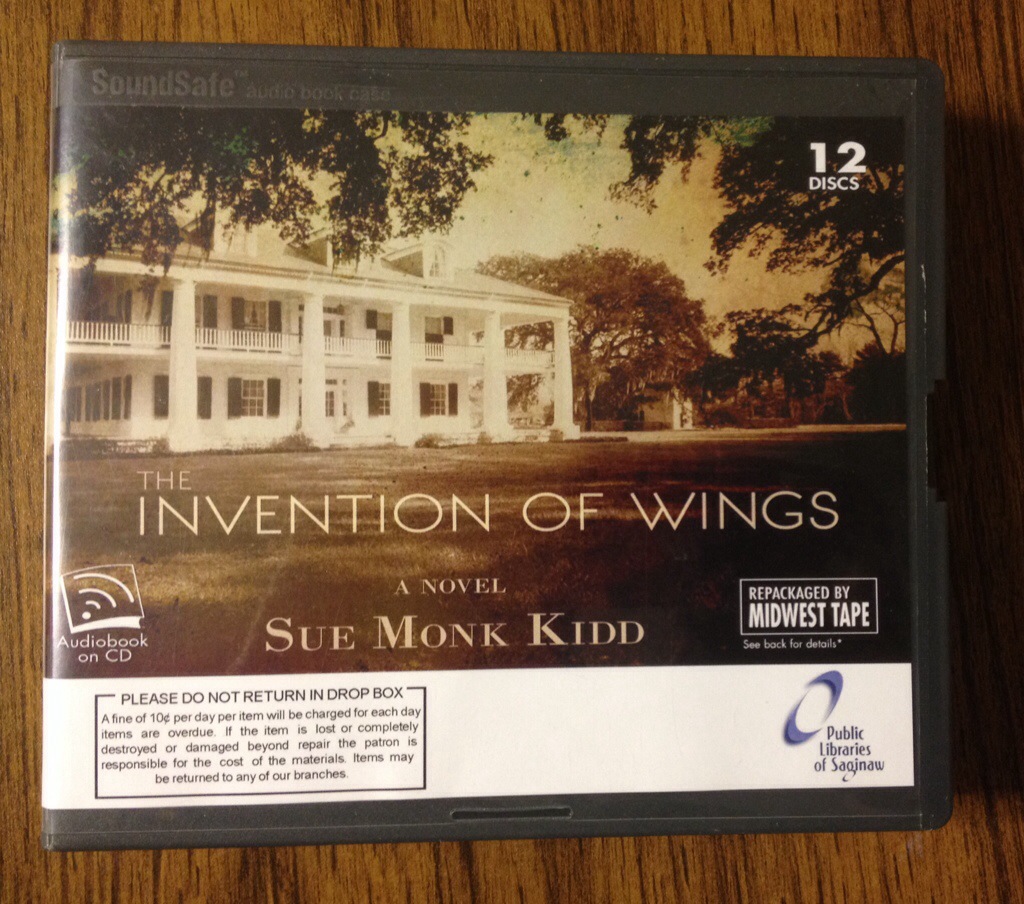 SoundSafe™ audio book case
12
DISCS
THE
INVENTION OF WINGS
A NOVEL
SUE MONK KIDD
Audiobook
on CD
REPACKAGED BY
MIDWEST TAPE
See back for details*
PLEASE DO NOT RETURN IN DROP BOX
A fine of 10¢ per day per item will be charged for each day
items are overdue. If the item is lost or completely
destroyed or damaged beyond repair the patron is
responsible for the cost of the materials. Items may
be returned to any of our branches.
Public
Libraries
of Saginaw